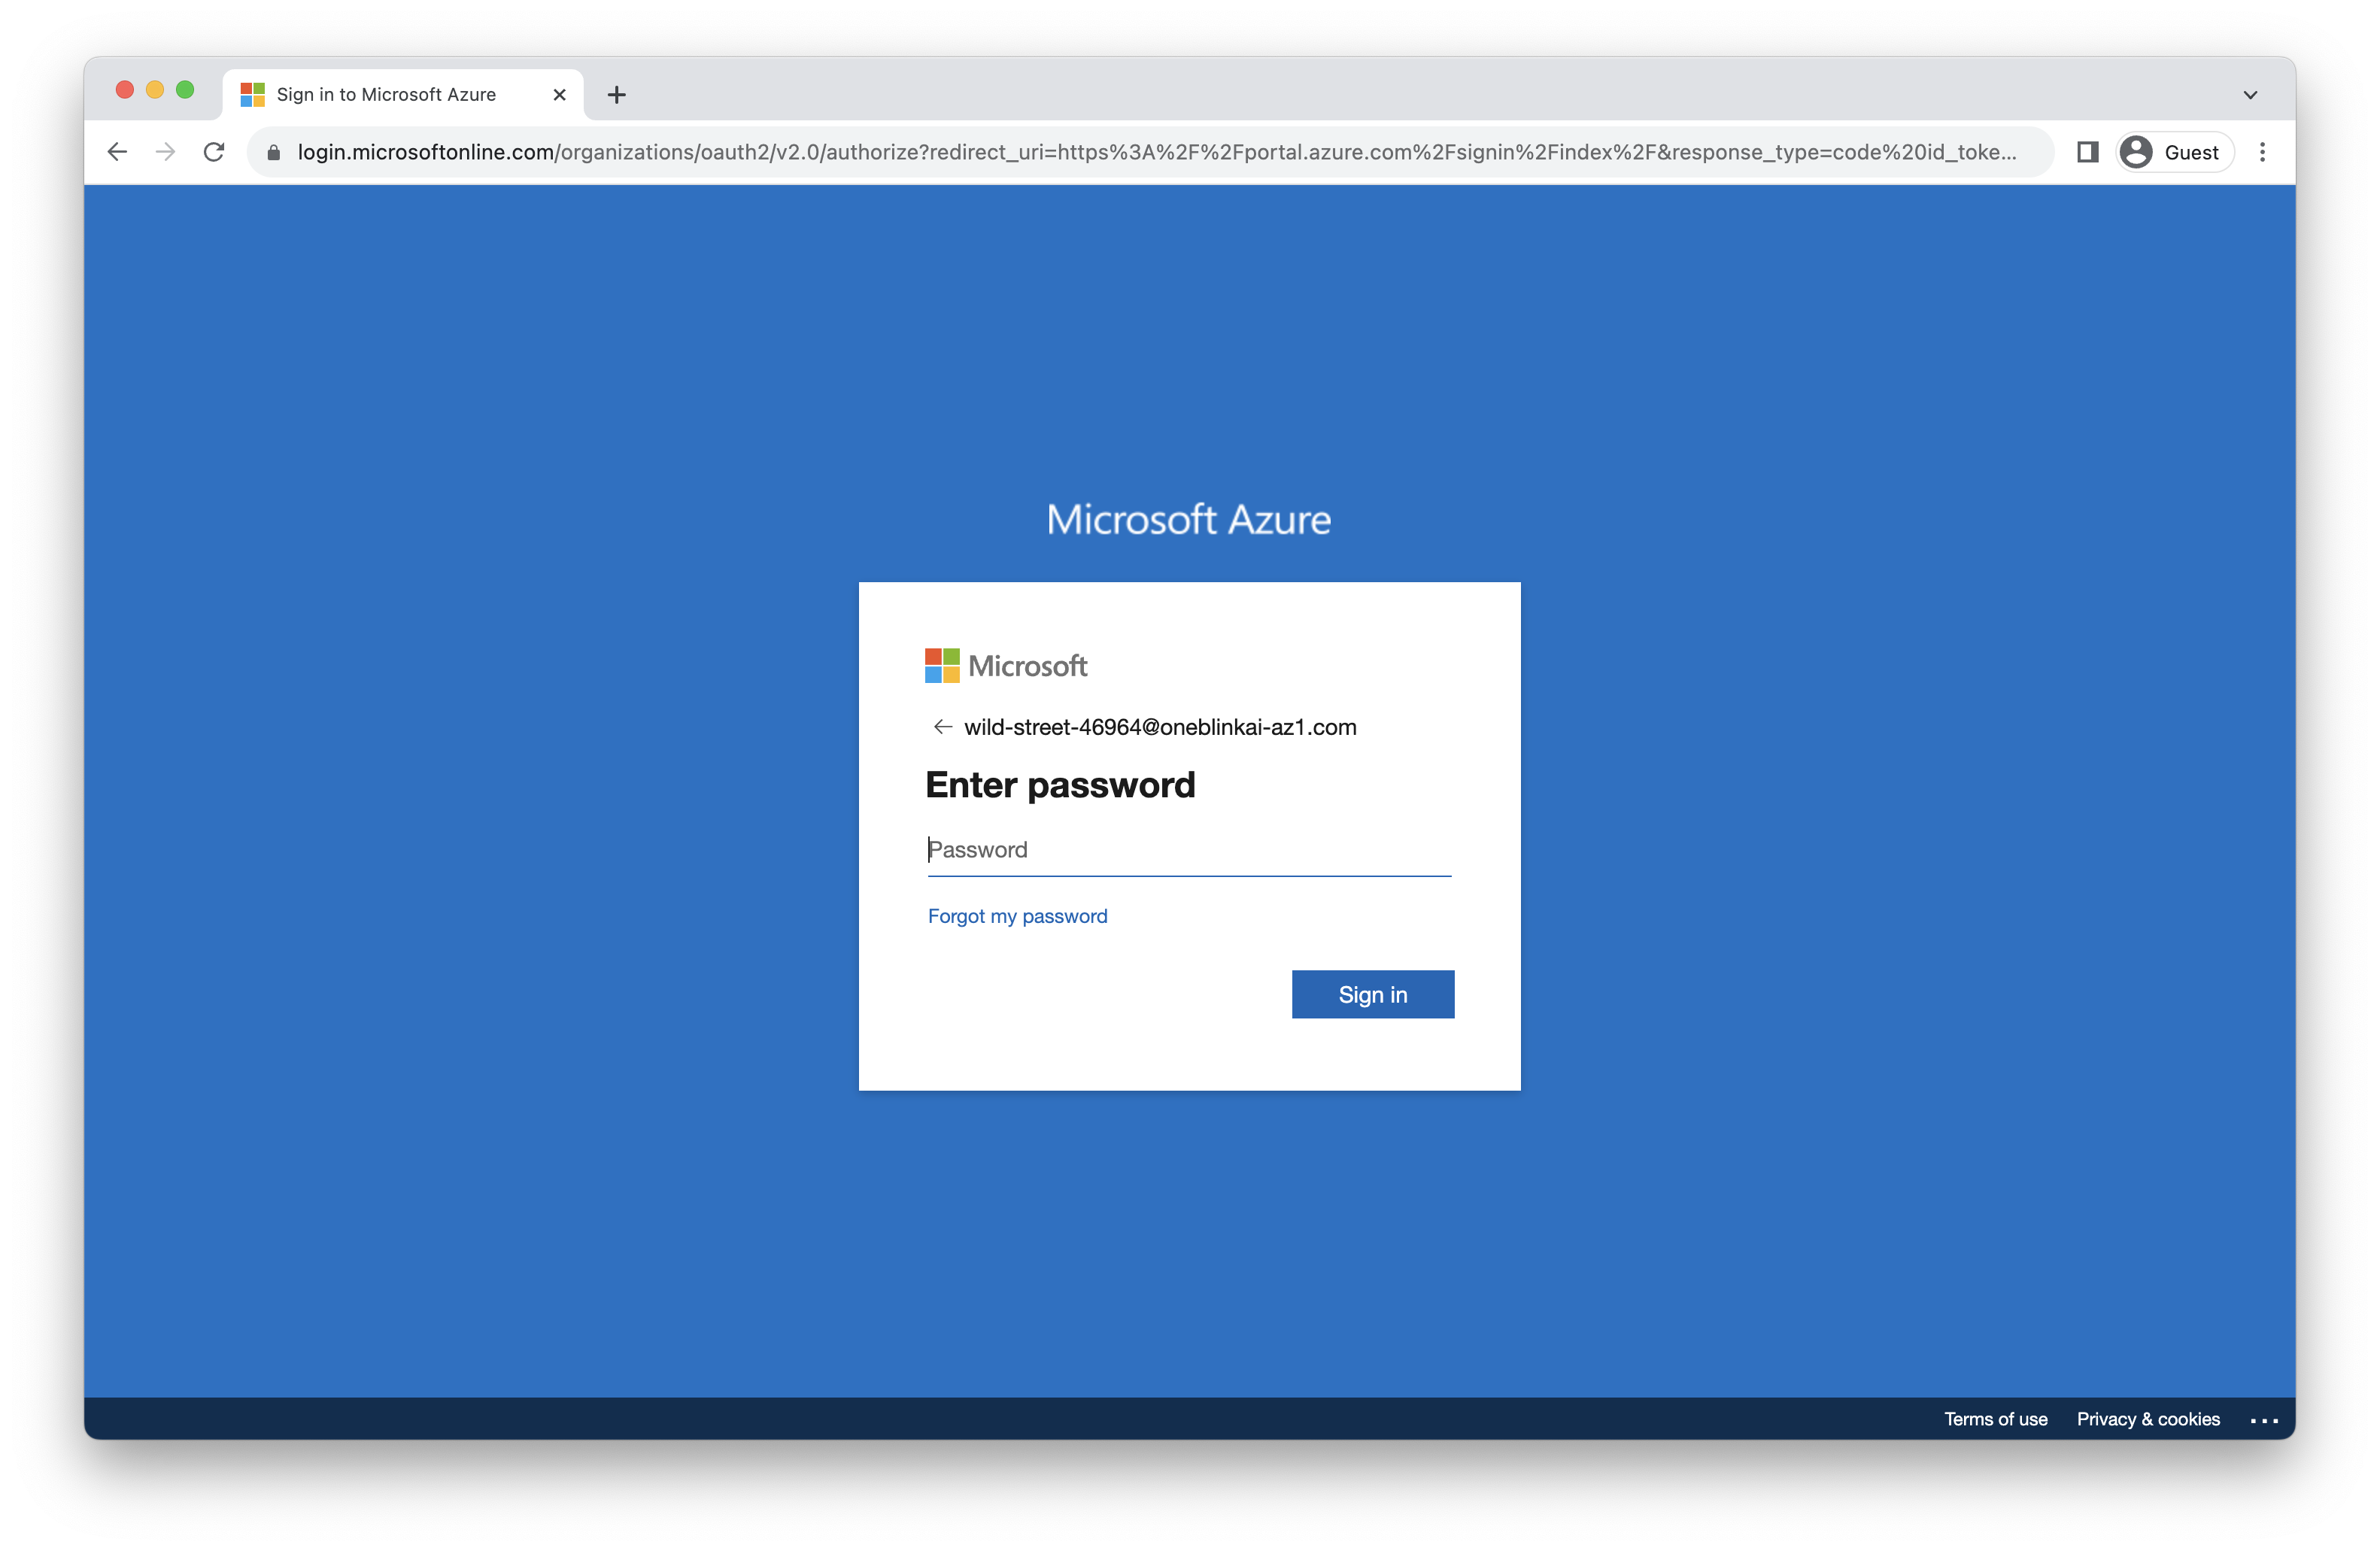 Sign in to Microsoft Azure
login.microsoftonline.com/organizations/oauth2/v2.0/authorize?redirect_uri=https%3A%2F%2Fportal.azure.com%2Fsignin%2Findex%2F&response_type=code%20id_toke...
Guest
Microsoft Azure
Microsoft
wild-street-46964@oneblinkai-az1.com
Enter password
Password
Forgot my password
Sign in
Terms of use Privacy & cookies ...